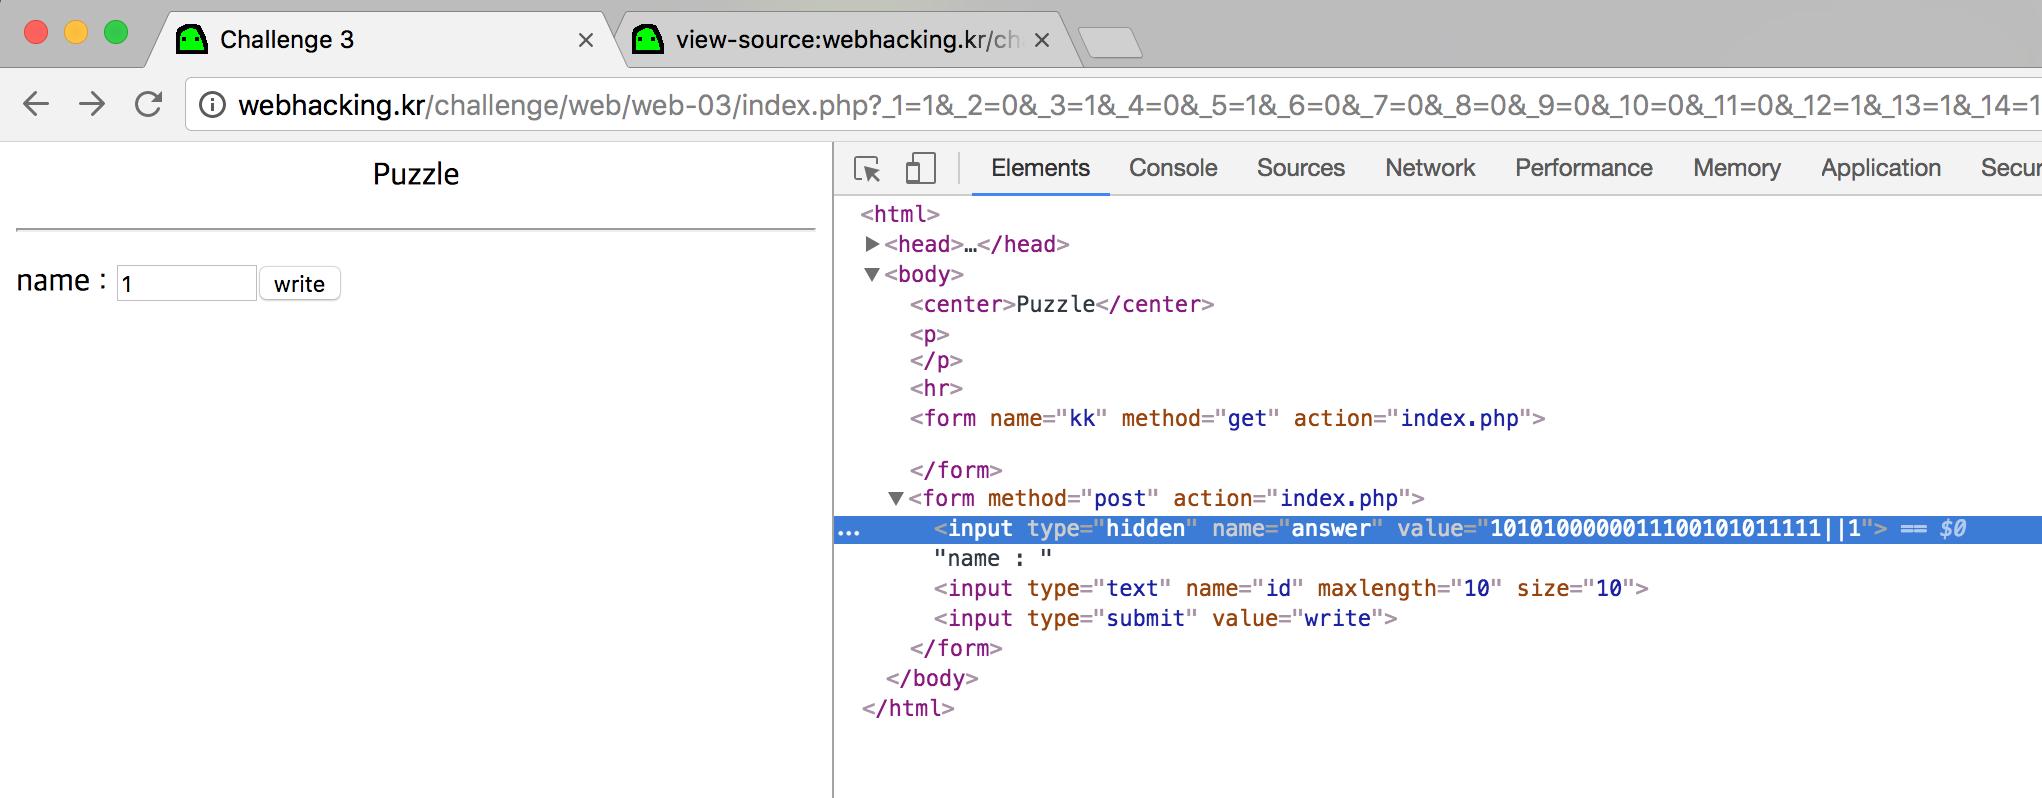 Challenge 3
view-source:webhacking.kr/ch
webhacking.kr/challenge/web/web-03/index.php?_1=1&_2=0&_3=1&_4=0&_5=1&_6=0&_7=0&_8=0&_9=0&_10=0&_11=0&_12=1&_13=1&_14=1
Puzzle
name : 1 write
Elements Console Sources Network Performance Memory Application Secur
<html>
<head>…</head>
<body>
<center>Puzzle</center>
<p>
</p>
<hr>
<form name="kk" method="get" action="index.php">
</form>
<form method="post" action="index.php">
... <input type="hidden" name="answer" value="1010100000011100101011111||1"> == $0
"name : "
<input type="text" name="id" maxlength="10" size="10">
<input type="submit" value="write">
</form>
</body>
</html>